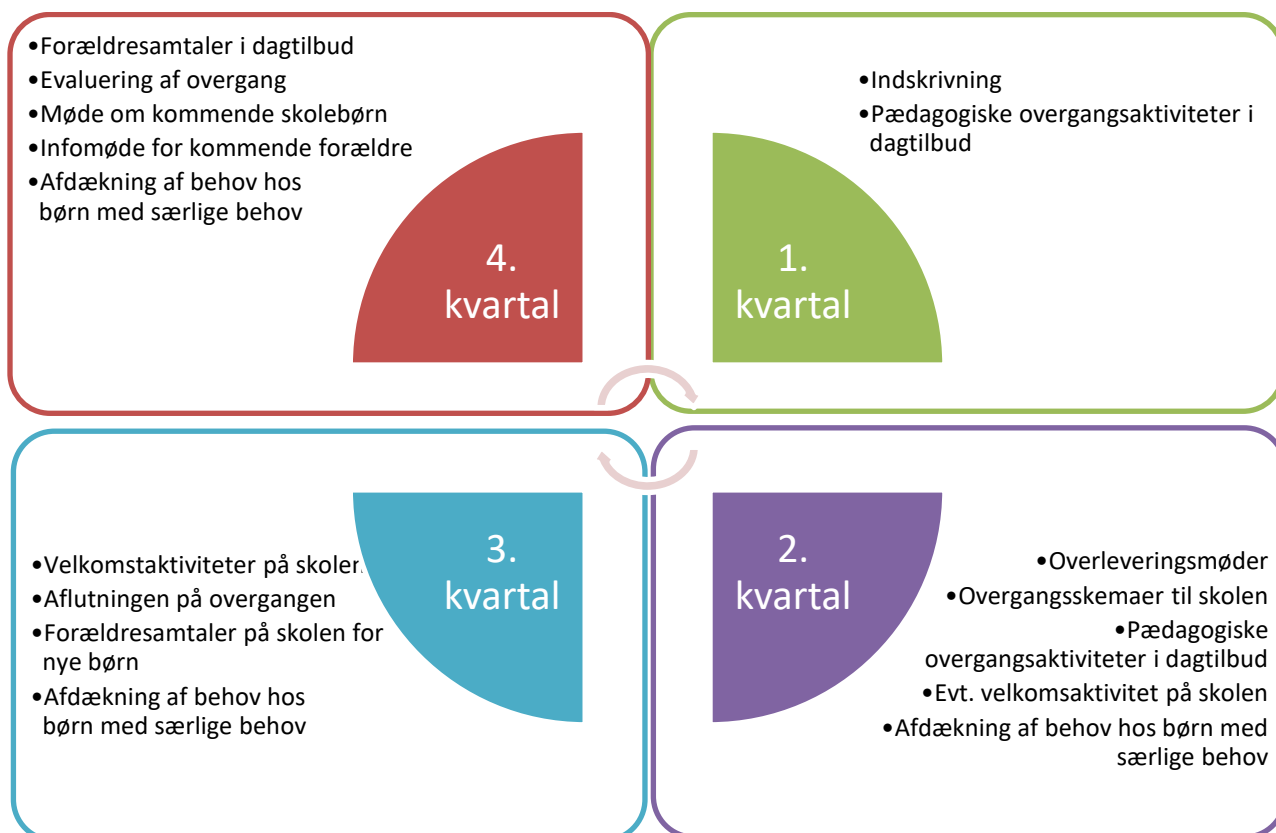 •Forældresamtaler i dagtilbud
•Evaluering af overgang
•Møde om kommende skolebørn
•Infomøde for kommende forældre
•Afdækning af behov hos
børn med særlige behov
4.
kvartal
•Indskrivning
•Pædagogiske overgangsaktiviteter i
dagtilbud
1.
kvartal
•Velkomstaktiviteter på skolen
•Aflutningen på overgangen
•Forældresamtaler på skolen for
nye børn
•Afdækning af behov hos
børn med særlige behov
3.
kvartal
2.
kvartal
•Overleveringsmøder
•Overgangsskemaer til skolen
•Pædagogiske
overgangsaktiviteter i dagtilbud
•Evt. velkomsaktivitet på skolen
•Afdækning af behov hos børn med
særlige behov